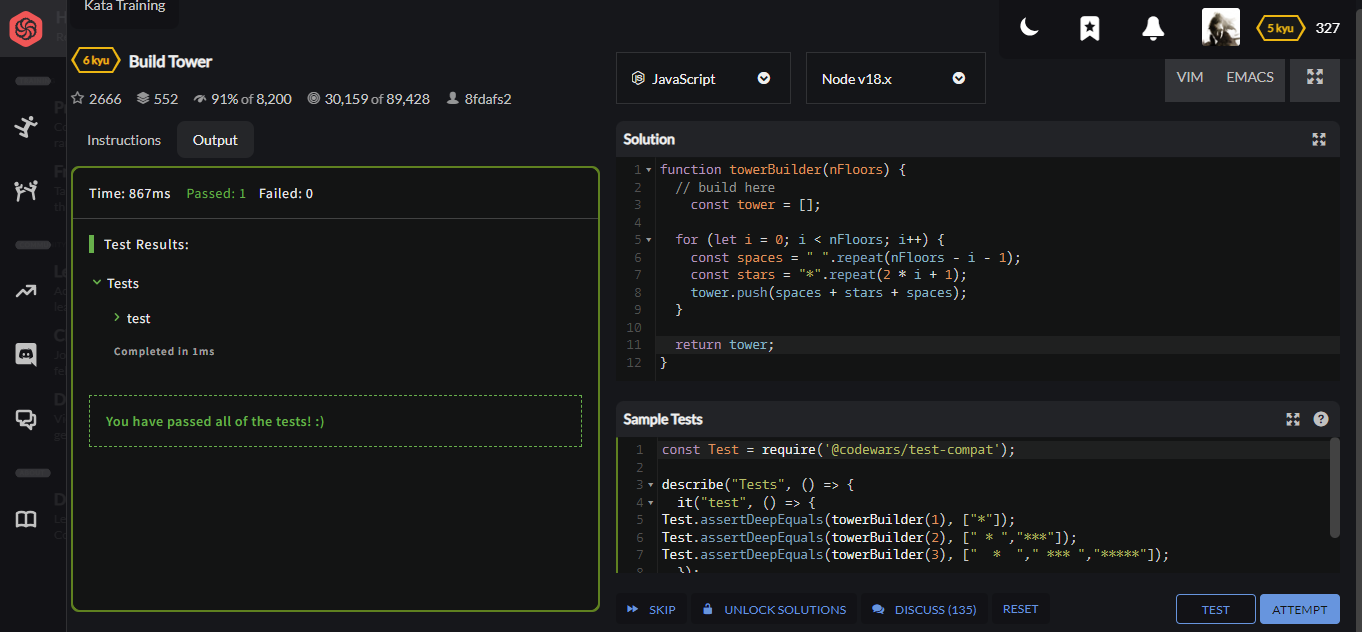 Kata Training
5 kyu 327
6 kyu Build Tower
2666 552 91% of 8,200 30,159 of 89,428 8fdafs2
Instructions Output
Time: 867ms Passed: 1 Failed: 0
Test Results:
Tests
test
Completed in 1ms
You have passed all of the tests! :)
JavaScript Node v18.x VIM EMACS
Solution
1 function towerBuilder(nFloors) {
2 // build here
3 const tower = [];
4
5 for (let i = 0; i < nFloors; i++) {
6 const spaces = " ".repeat(nFloors - i - 1);
7 const stars = "*".repeat(2 * i + 1);
8 tower.push(spaces + stars + spaces);
9 }
10
11 return tower;
12 }
Sample Tests
1 const Test = require('@codewars/test-compat');
2
3 describe("Tests", () => {
4 it("test", () => {
5 Test.assertDeepEquals(towerBuilder(1), ["*"]);
6 Test.assertDeepEquals(towerBuilder(2), [" * ","***"]);
7 Test.assertDeepEquals(towerBuilder(3), ["  *  "," *** ","*****"]);
8 });
SKIP UNLOCK SOLUTIONS DISCUSS (135) RESET TEST ATTEMPT